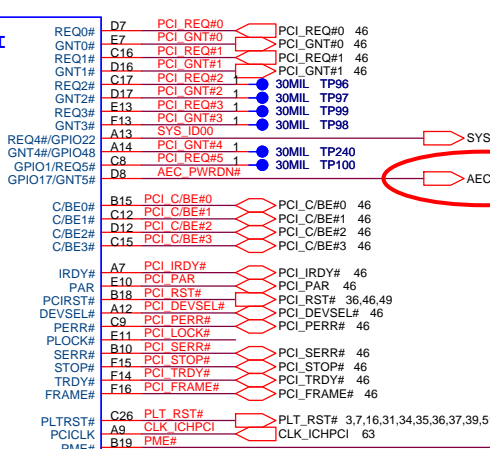 REQ0# D7 PCI_REQ#0 PCI_REQ#0 46
GNT0# E7 PCI_GNT#0 PCI_GNT#0 46
REQ1# C16 PCI_REQ#1 PCI_REQ#1 46
GNT1# D16 PCI_GNT#1 PCI_GNT#1 46
REQ2# C17 PCI_REQ#2 1 30MIL TP96
GNT2# D17 PCI_GNT#2 1 30MIL TP97
REQ3# E13 PCI_REQ#3 1 30MIL TP99
GNT3# F13 PCI_GNT#3 1 30MIL TP98
REQ4#/GPIO22 A13 SYS_ID00 SYS
GNT4#/GPIO48 A14 PCI_GNT#4 1 30MIL TP240
GPIO1/REQ5# C8 PCI_REQ#5 1 30MIL TP100
GPIO17/GNT5# D8 AEC_PWRDN# AEC
C/BE0# B15 PCI_C/BE#0 PCI_C/BE#0 46
C/BE1# C12 PCI_C/BE#1 PCI_C/BE#1 46
C/BE2# D12 PCI_C/BE#2 PCI_C/BE#2 46
C/BE3# C15 PCI_C/BE#3 PCI_C/BE#3 46
IRDY# A7 PCI_IRDY# PCI_IRDY# 46
PAR E10 PCI_PAR PCI_PAR 46
PCIRST# B18 PCI_RST# PCI_RST# 36,46,49
DEVSEL# A12 PCI_DEVSEL# PCI_DEVSEL# 46
PERR# C9 PCI_PERR# PCI_PERR# 46
PLOCK# E11 PCI_LOCK#
SERR# B10 PCI_SERR# PCI_SERR# 46
STOP# F15 PCI_STOP# PCI_STOP# 46
TRDY# F14 PCI_TRDY# PCI_TRDY# 46
FRAME# F16 PCI_FRAME# PCI_FRAME# 46
PLTRST# C26 PLT_RST# PLT_RST# 3,7,16,31,34,35,36,37,39,5
PCICLK A9 CLK_ICHPCI CLK_ICHPCI 63
PME# B19 PME#